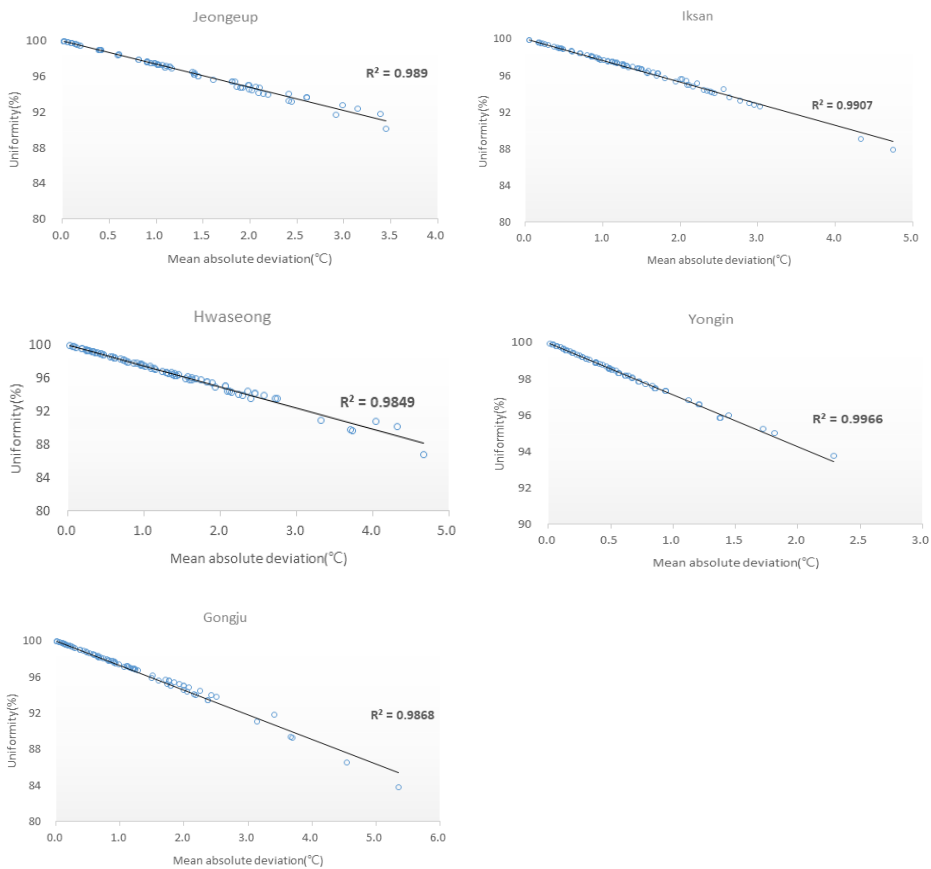 Jeongeup
Uniformity(%)
100
96
92
88
84
80
R² = 0.989
0.0 0.5 1.0 1.5 2.0 2.5 3.0 3.5 4.0
Mean absolute deviation(℃)
Iksan
Uniformity(%)
100
96
92
88
84
80
R² = 0.9907
0.0 1.0 2.0 3.0 4.0 5.0
Mean absolute deviation(℃)
Hwaseong
Uniformity(%)
100
96
92
88
84
80
R² = 0.9849
0.0 1.0 2.0 3.0 4.0 5.0
Mean absolute deviation(℃)
Yongin
Uniformity(%)
100
98
96
94
92
90
R² = 0.9966
0.0 0.5 1.0 1.5 2.0 2.5 3.0
Mean absolute deviation(℃)
Gongju
Uniformity(%)
100
96
92
88
84
80
R² = 0.9868
0.0 1.0 2.0 3.0 4.0 5.0 6.0
Mean absolute deviation(℃)